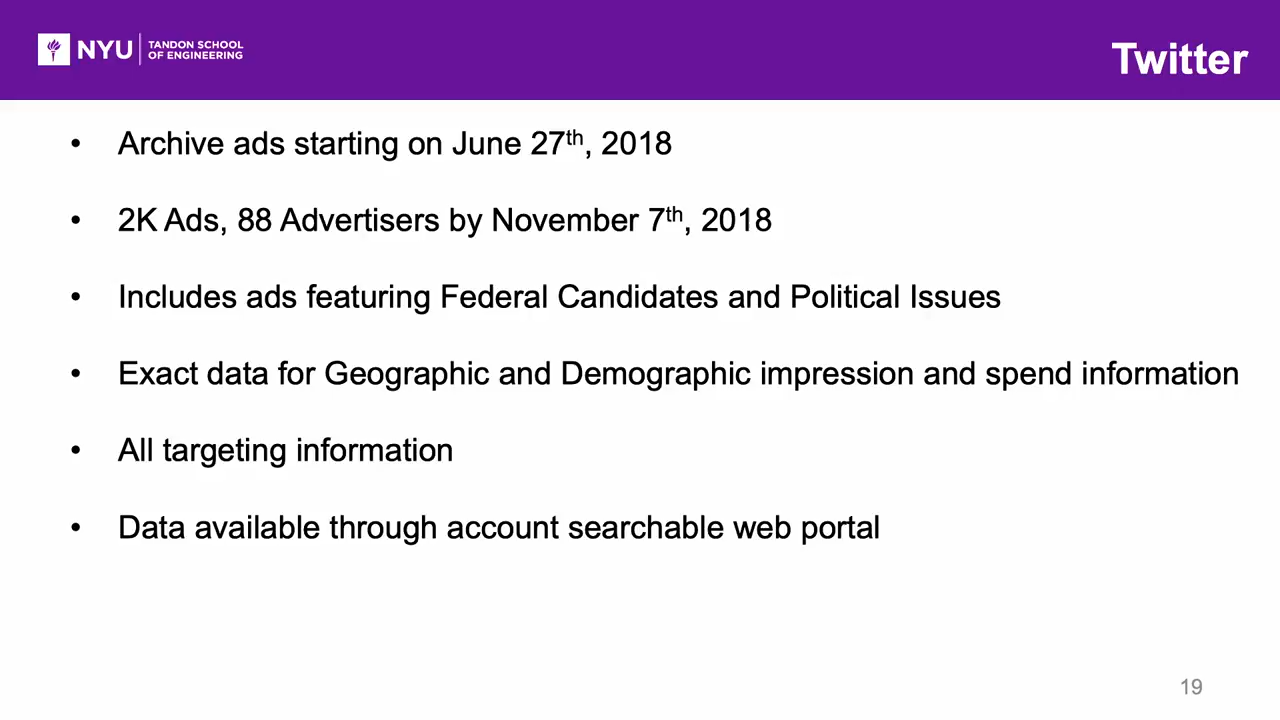 NYU
TANDON SCHOOL
OF ENGINEERING
Twitter
• Archive ads starting on June 27th, 2018
• 2K Ads, 88 Advertisers by November 7th, 2018
• Includes ads featuring Federal Candidates and Political Issues
• Exact data for Geographic and Demographic impression and spend information
• All targeting information
• Data available through account searchable web portal
19